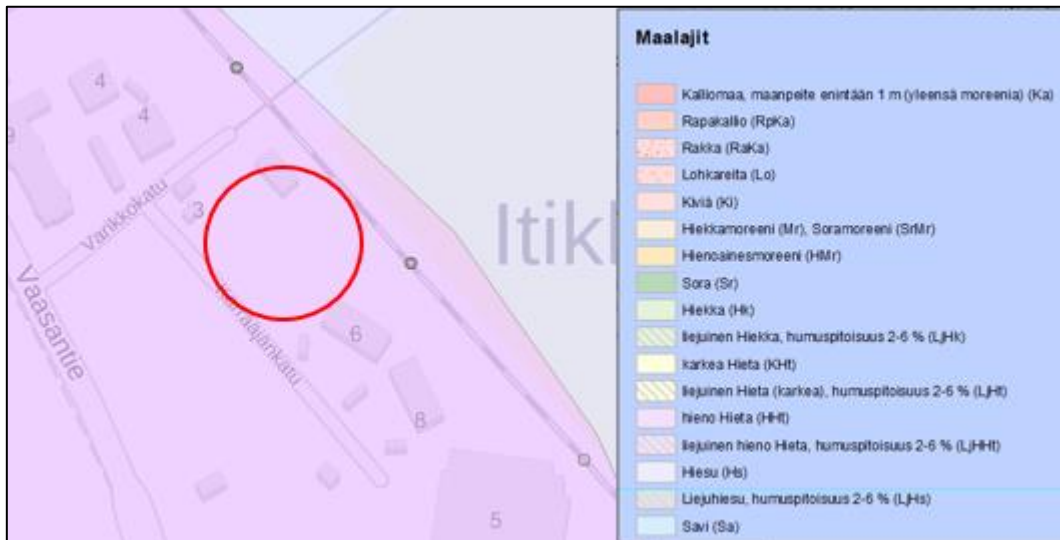 4
4
3
Varikkokatu
Vaasantie
6
8
5
Itikk
Maalajit
Kalliomaa, maanpeite enintään 1 m (yleensä moreenia) (Ka)
Rapakallio (RpKa)
Rakka (RaKa)
Lohkareita (Lo)
Kiviä (Ki)
Hiekkamoreeni (Mr), Soramoreeni (SrMr)
Hienoainesmoreeni (HMr)
Sora (Sr)
Hiekka (Hk)
liejuinen Hiekka, humuspitoisuus 2-6 % (LjHk)
karkea Hieta (KHt)
liejuinen Hieta (karkea), humuspitoisuus 2-6 % (LjHt)
hieno Hieta (HHt)
liejuinen hieno Hieta, humuspitoisuus 2-6 % (LjHHt)
Hiesu (Hs)
Liejuhiesu, humuspitoisuus 2-6 % (LjHs)
Savi (Sa)